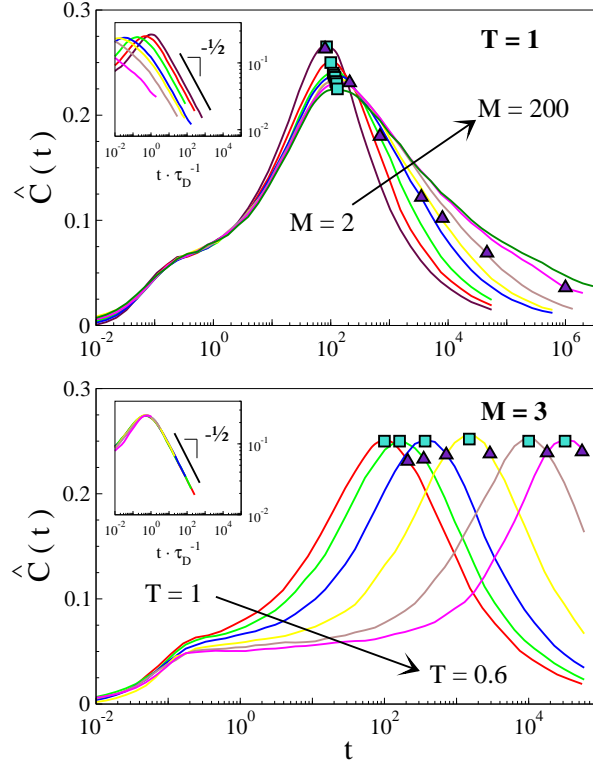 T = 1
0.3
0.2
0.1
0
Ĉ ( t )
M = 200
M = 2
-½
10⁻¹
10⁻²
10⁻² 10⁰ 10² 10⁴
t · τ_D⁻¹
10⁻² 10⁰ 10² 10⁴ 10⁶
M = 3
0.3
0.2
0.1
0
Ĉ ( t )
-½
10⁻¹
10⁻²
10⁻² 10⁰ 10² 10⁴
t · τ_D⁻¹
T = 1
T = 0.6
10⁻² 10⁰ 10² 10⁴
t